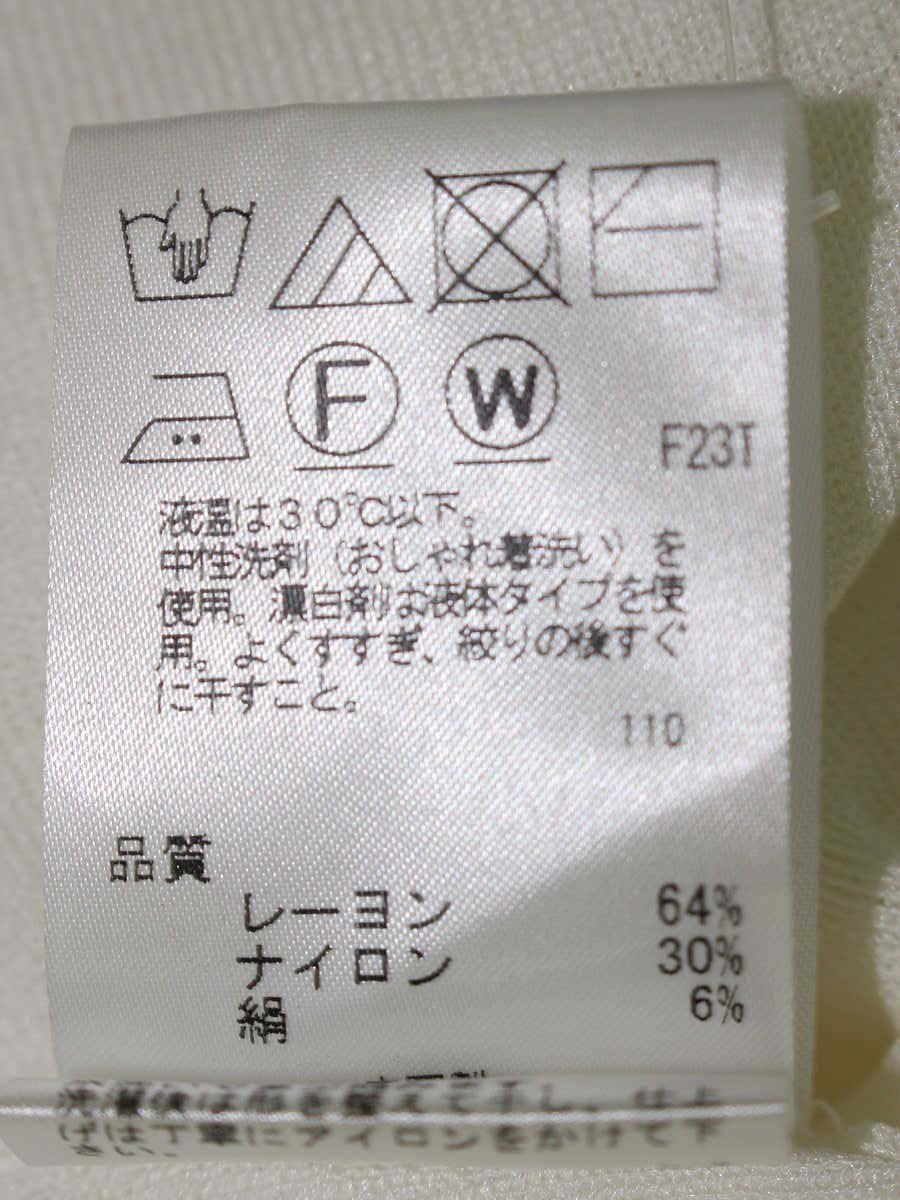 F W
F23T
液温は30℃以下。
中性洗剤（おしゃれ着洗い）を
使用。漂白剤は液体タイプを使
用。よくすすぎ、絞りの後すぐ
に干すこと。
110
品質
レーヨン 64%
ナイロン 30%
絹 6%
洗濯後は形を整えて干し、仕上
げは丁寧にアイロンをかけて下
さい。